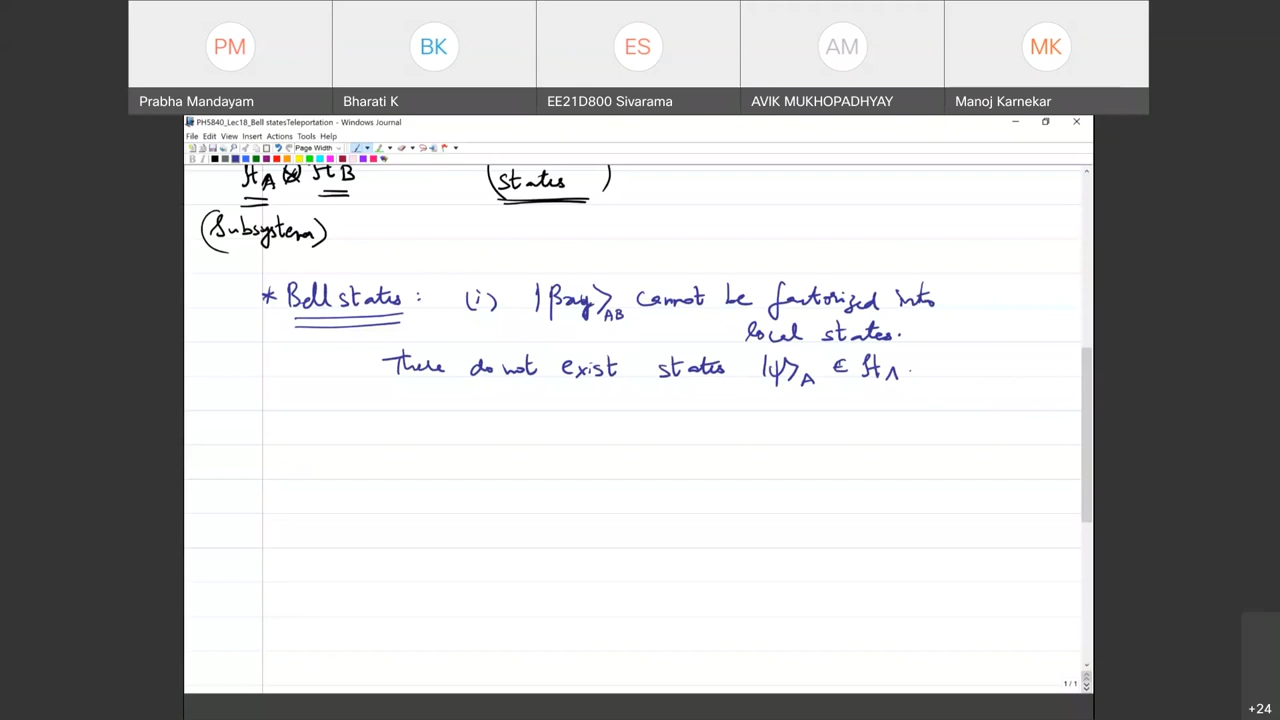 PM
BK
ES
AM
MK
Prabha Mandayam
Bharati K
EE21D800 Sivarama
AVIK MUKHOPADHYAY
Manoj Karnekar
PH5840_Lec18_Bell statesTeleportation - Windows Journal
File Edit View Insert Actions Tools Help
Page Width
B I
ℋA ⊗ ℋB (states)
(Subsystem)
* Bell states : (i) |βxy⟩AB cannot be factorized into
local states.
There do not exist states |ψ⟩A ∈ ℋA.
1 / 1
+24